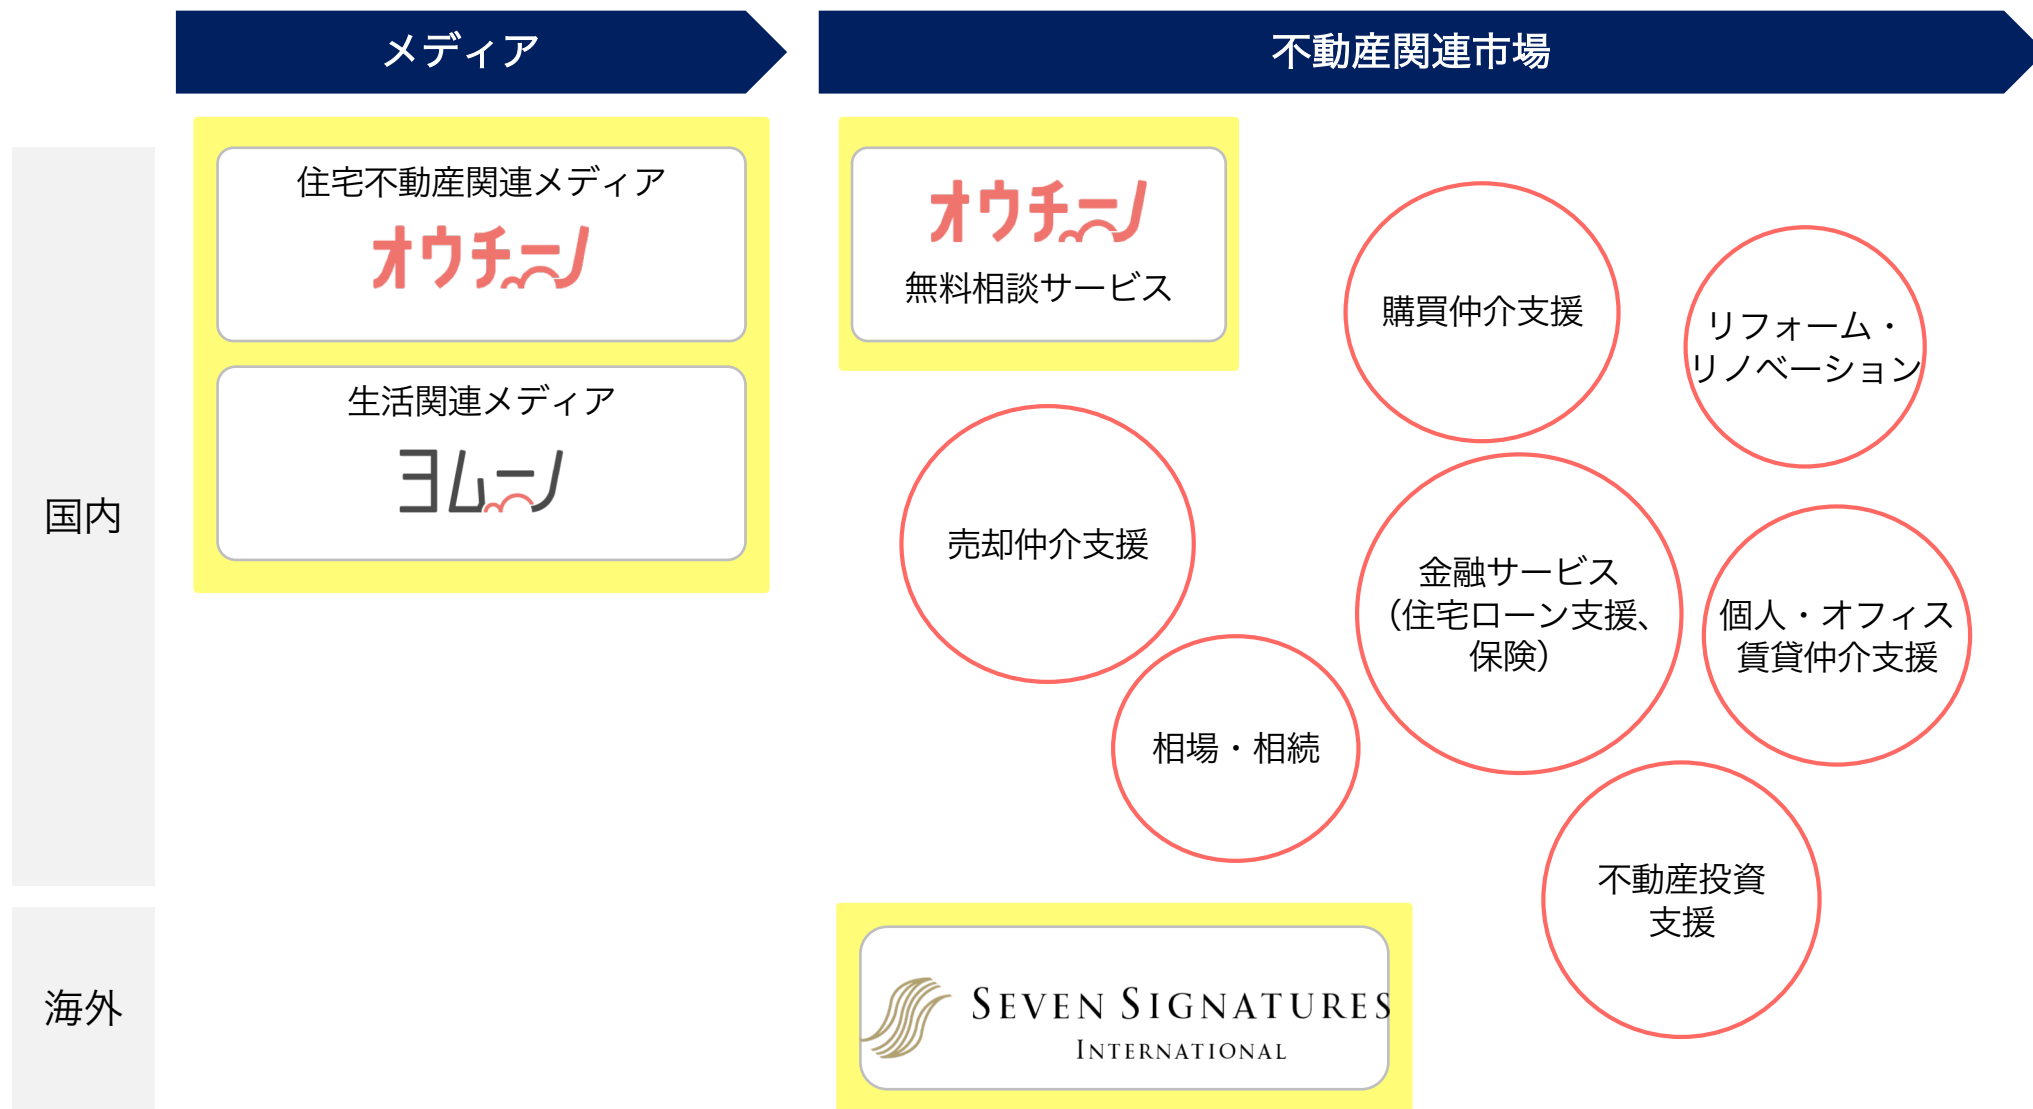 メディア
不動産関連市場
国内
住宅不動産関連メディア
オウチーノ
生活関連メディア
ヨムーノ
オウチーノ
無料相談サービス
購買仲介支援
リフォーム・
リノベーション
売却仲介支援
金融サービス
（住宅ローン支援、
保険）
個人・オフィス
賃貸仲介支援
相場・相続
不動産投資
支援
海外
SEVEN SIGNATURES
INTERNATIONAL